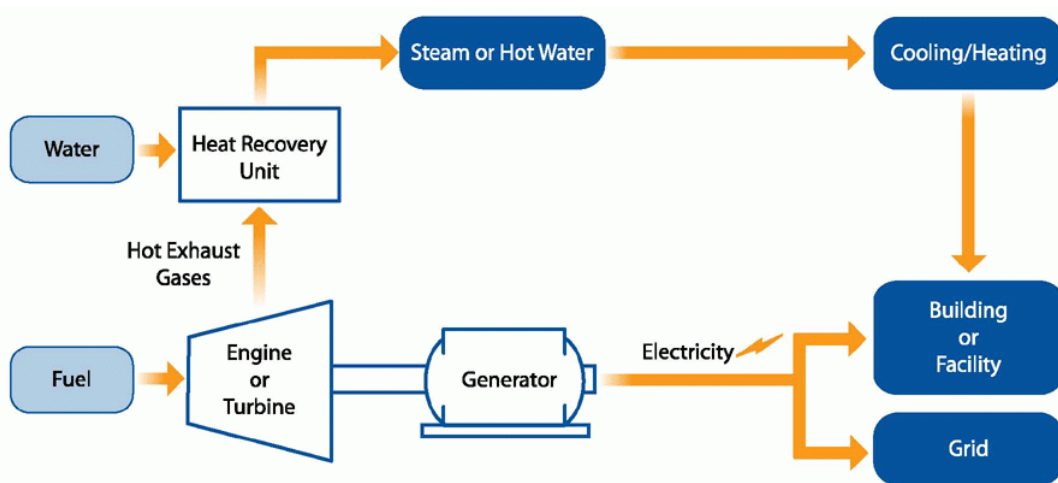 Steam or Hot Water
Cooling/Heating
Water
Heat Recovery
Unit
Hot Exhaust
Gases
Fuel
Engine
or
Turbine
Generator
Electricity
Building
or
Facility
Grid